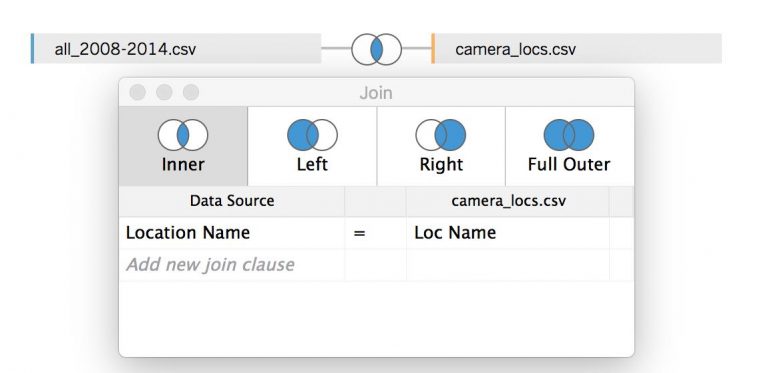 all_2008-2014.csv camera_locs.csv
Join
Inner Left Right Full Outer
Data Source camera_locs.csv
Location Name = Loc Name
Add new join clause